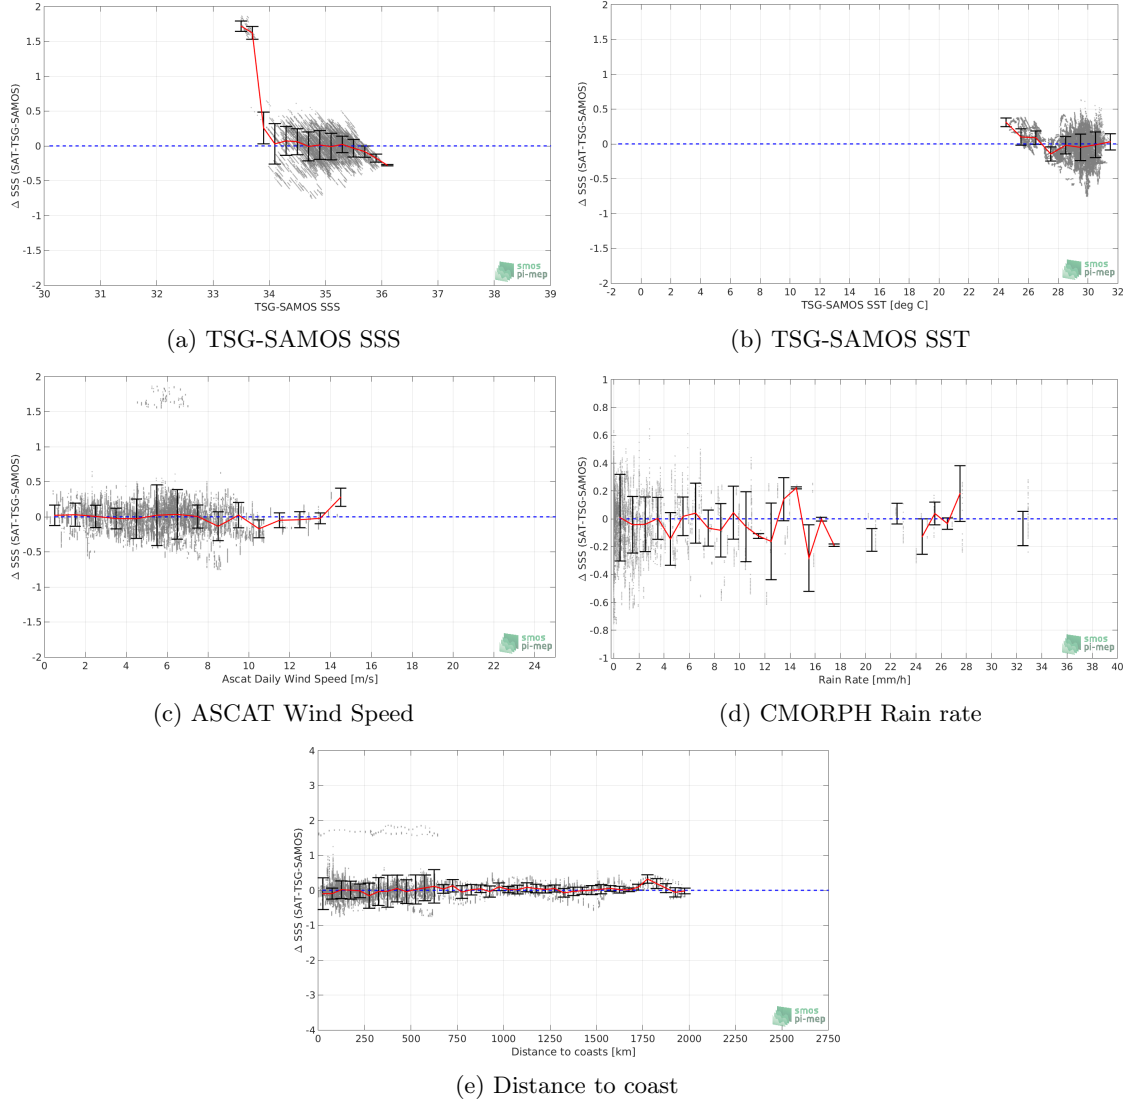 2
1.5
1
0.5
0
-0.5
-1
-1.5
-2
Δ SSS (SAT-TSG-SAMOS)
30 31 32 33 34 35 36 37 38 39
TSG-SAMOS SSS
smos
pi-mep
(a) TSG-SAMOS SSS
2
1.5
1
0.5
0
-0.5
-1
-1.5
-2
Δ SSS (SAT-TSG-SAMOS)
-2 0 2 4 6 8 10 12 14 16 18 20 22 24 26 28 30 32
TSG-SAMOS SST [deg C]
smos
pi-mep
(b) TSG-SAMOS SST
2
1.5
1
0.5
0
-0.5
-1
-1.5
-2
Δ SSS (SAT-TSG-SAMOS)
0 2 4 6 8 10 12 14 16 18 20 22 24
Ascat Daily Wind Speed [m/s]
smos
pi-mep
(c) ASCAT Wind Speed
1
0.8
0.6
0.4
0.2
0
-0.2
-0.4
-0.6
-0.8
-1
Δ SSS (SAT-TSG-SAMOS)
0 2 4 6 8 10 12 14 16 18 20 22 24 26 28 30 32 34 36 38 40
Rain Rate [mm/h]
smos
pi-mep
(d) CMORPH Rain rate
4
3
2
1
0
-1
-2
-3
-4
Δ SSS (SAT-TSG-SAMOS)
0 250 500 750 1000 1250 1500 1750 2000 2250 2500 2750
Distance to coasts [km]
smos
pi-mep
(e) Distance to coast